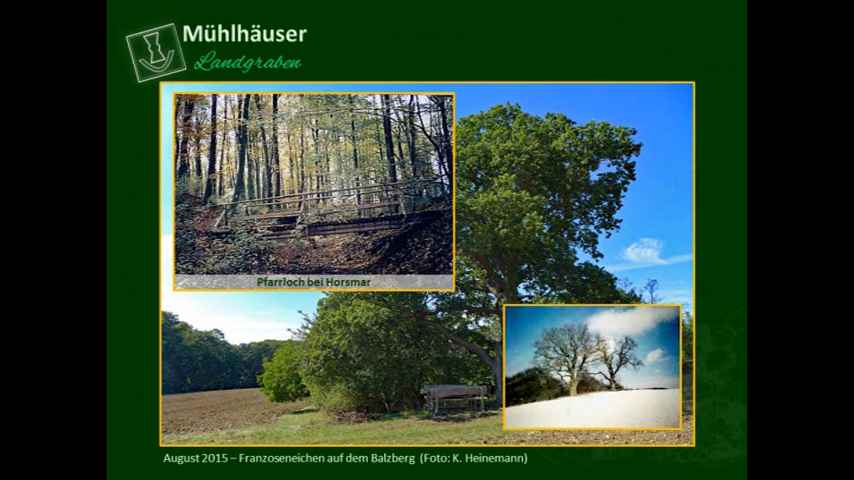 Mühlhäuser
Landgraben
Pfarrloch bei Horsmar
August 2015 – Franzoseneichen auf dem Balzberg (Foto: K. Heinemann)